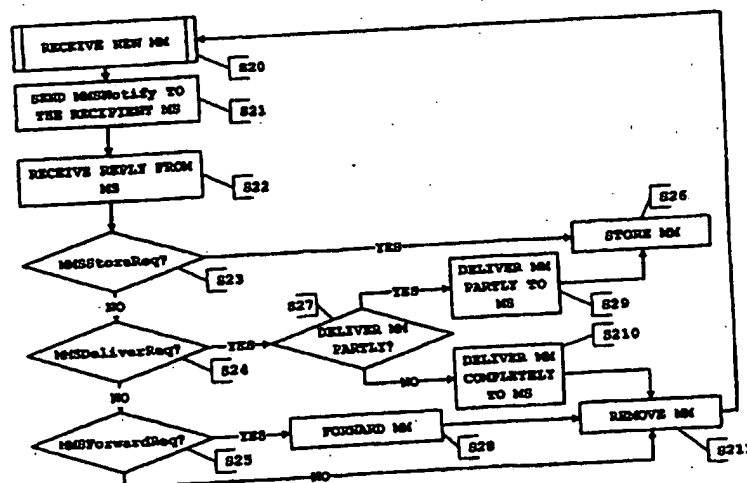 RECEIVE NEW MM
S20
SEND MMSNotify TO
THE RECIPIENT MS
S21
RECEIVE REPLY FROM
MS
S22
S26
STORE MM
YES
MMSStoreReq?
S23
NO
S27
YES
DELIVER MM
PARTLY TO
MS
S29
DELIVER MM
PARTLY?
MMSDeliverReq?
YES
S24
S210
NO
DELIVER MM
COMPLETELY
TO MS
NO
MMSForwardReq?
YES
FORWARD MM
REMOVE MM
S25
S28
NO